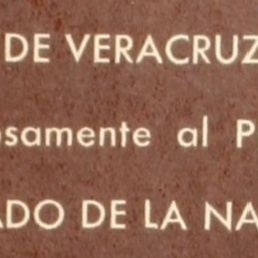 DE VERACRUZ
osamente al P
ADO DE LA NA